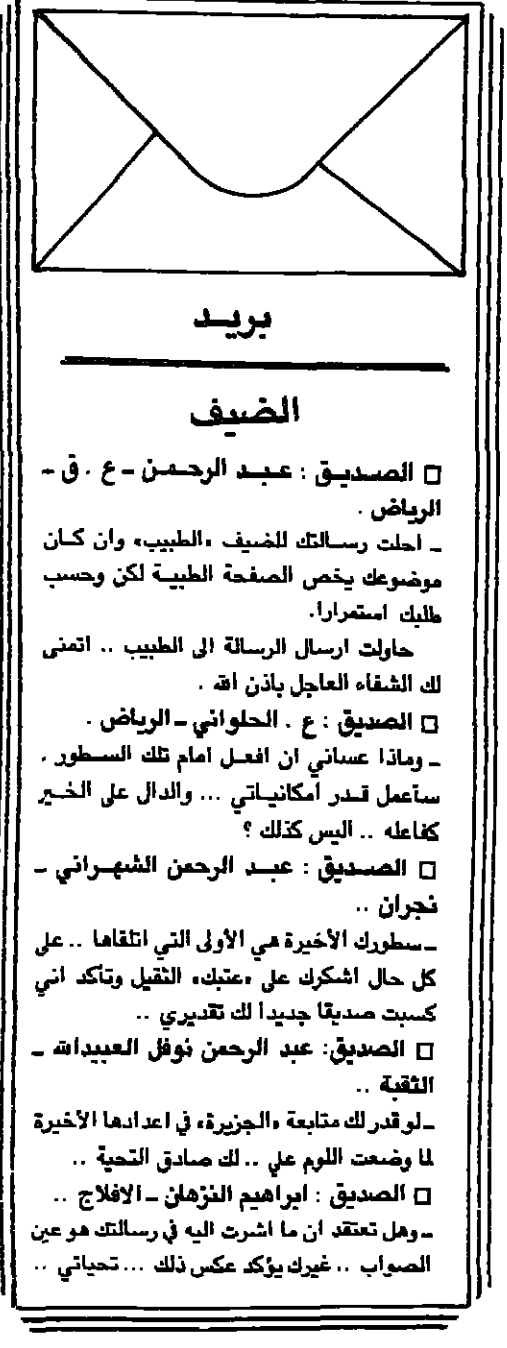 بريد
الضيف
□ الصديق : عبد الرحمن ـ ع . ق ـ
الرياض .
ـ احلت رسالتك للضيف «الطبيب» وان كان
موضوعك يخص الصفحة الطبية لكن وحسب
طلبك استمرارا.
حاولت ارسال الرسالة الى الطبيب .. اتمنى
لك الشفاء العاجل باذن الله .
□ الصديق : ع . الحلواني ـ الرياض .
ـ وماذا عساني ان افعل امام تلك السطور .
سأعمل قدر امكانياتي ... والدال على الخير
كفاعله .. اليس كذلك ؟
□ الصديق : عبد الرحمن الشهراني ـ
نجران ..
ـ سطورك الأخيرة هي الأولى التي اتلقاها .. على
كل حال اشكرك على «عتبك» الثقيل وتأكد اني
كسبت صديقا جديدا لك تقديري ..
□ الصديق: عبد الرحمن نوفل العبيدالله ـ
الثقبة ..
ـ لو قدر لك متابعة «الجزيرة» في اعدادها الأخيرة
لما وضعت اللوم علي .. لك صادق التحية ..
□ الصديق : ابراهيم النزهان ـ الافلاج ..
ـ وهل تعتقد ان ما اشرت اليه في رسالتك هو عين
الصواب .. غيرك يؤكد عكس ذلك ... تحياتي ..